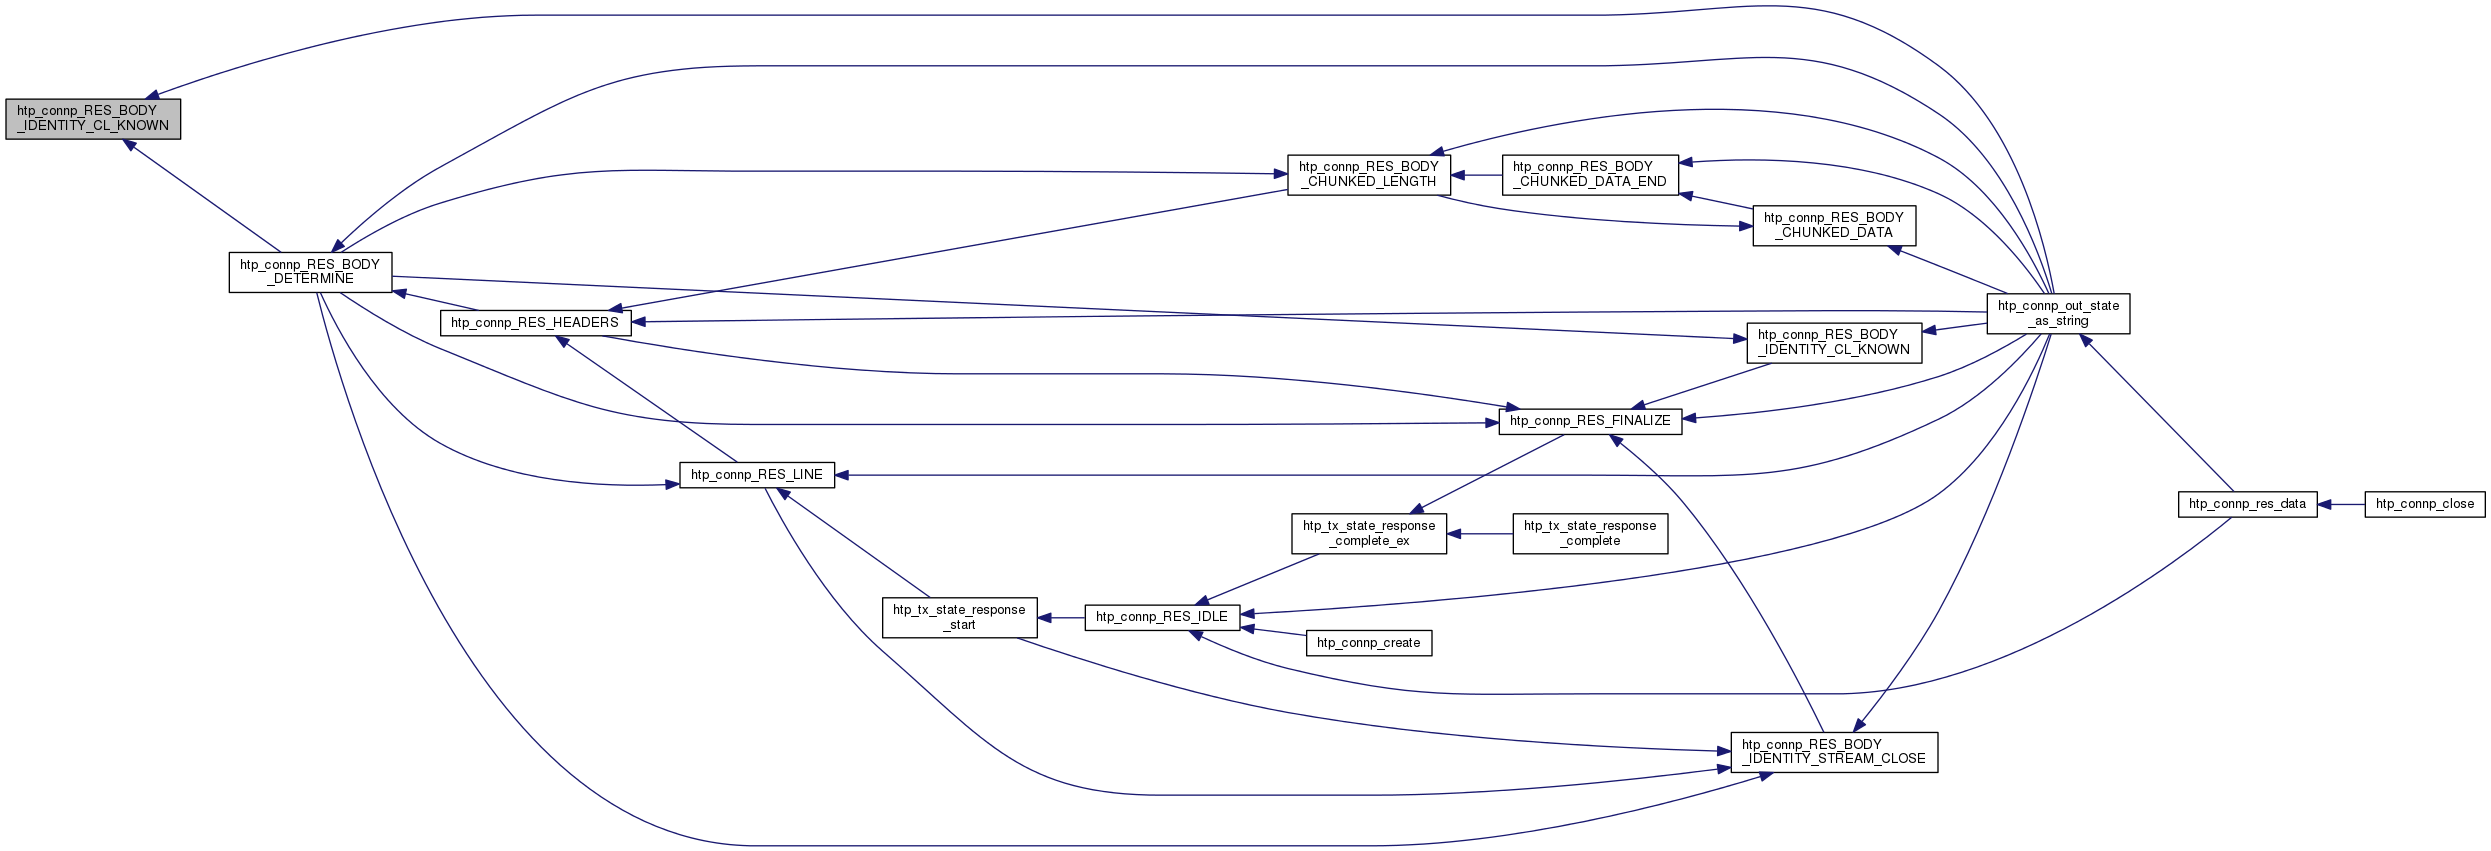 htp_connp_RES_BODY
_IDENTITY_CL_KNOWN
htp_connp_RES_BODY
_DETERMINE
htp_connp_RES_HEADERS
htp_connp_RES_LINE
htp_tx_state_response
_start
htp_connp_RES_IDLE
htp_connp_RES_BODY
_CHUNKED_LENGTH
htp_tx_state_response
_complete_ex
htp_connp_create
htp_connp_RES_BODY
_CHUNKED_DATA_END
htp_connp_RES_FINALIZE
htp_tx_state_response
_complete
htp_connp_RES_BODY
_CHUNKED_DATA
htp_connp_RES_BODY
_IDENTITY_CL_KNOWN
htp_connp_RES_BODY
_IDENTITY_STREAM_CLOSE
htp_connp_out_state
_as_string
htp_connp_res_data
htp_connp_close